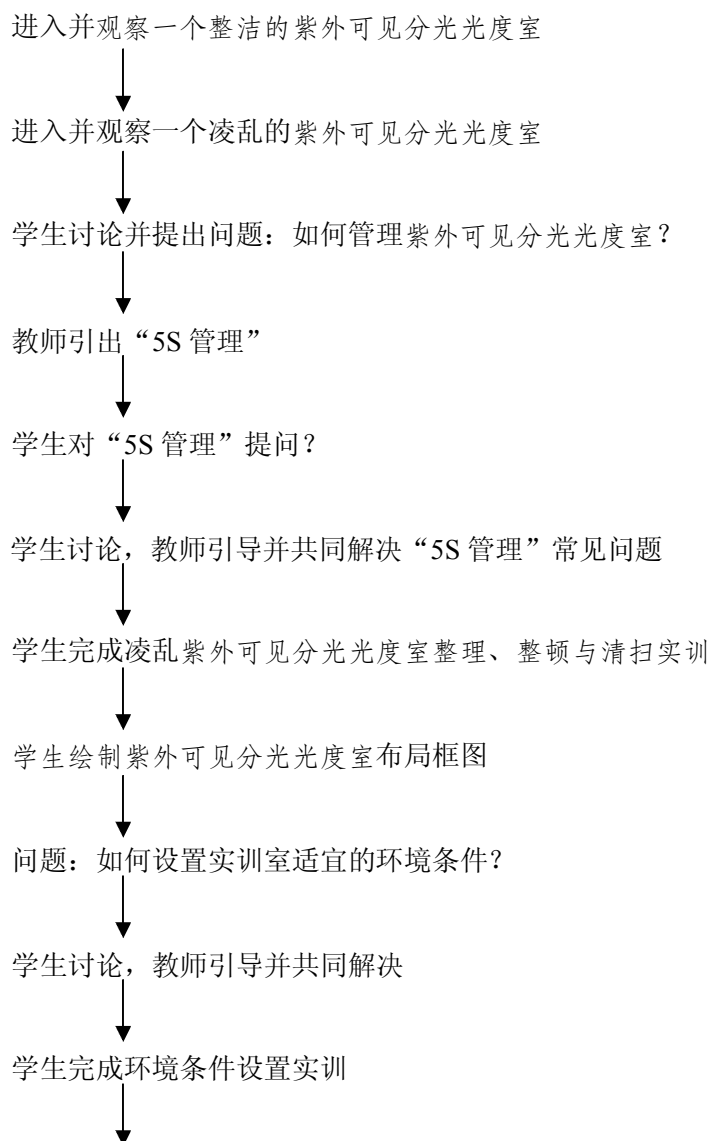 进入并观察一个整洁的紫外可见分光光度室
进入并观察一个凌乱的紫外可见分光光度室
学生讨论并提出问题：如何管理紫外可见分光光度室？
教师引出“5S 管理”
学生对“5S 管理”提问？
学生讨论，教师引导并共同解决“5S 管理”常见问题
学生完成凌乱紫外可见分光光度室整理、整顿与清扫实训
学生绘制紫外可见分光光度室布局框图
问题：如何设置实训室适宜的环境条件？
学生讨论，教师引导并共同解决
学生完成环境条件设置实训